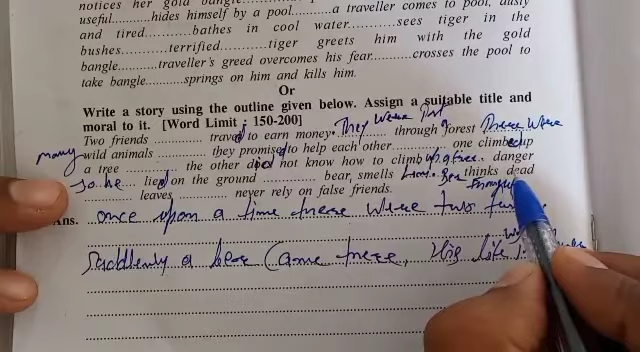 notices her gold bangle
useful..........hides himself by a pool..........a traveller comes to pool, dusty
and tired..........bathes in cool water..........sees tiger in the
bushes..........terrified..........tiger greets him with the gold
bangle..........traveller's greed overcomes his fear..........crosses the pool to
take bangle..........springs on him and kills him.
Or
Write a story using the outline given below. Assign a suitable title and
moral to it. [Word Limit : 150-200]
Two friends .......... traved to earn money. They were through a forest There where
many wild animals .......... they promised to help each other .......... one climbed up
a tree .......... the other did not know how to climb up a tree. danger
So he lied on the ground .......... bear, smells him. thinks dead
leaves .......... never rely on false friends.
Ans. once upon a time there were two
Suddenly a bear came there, His life